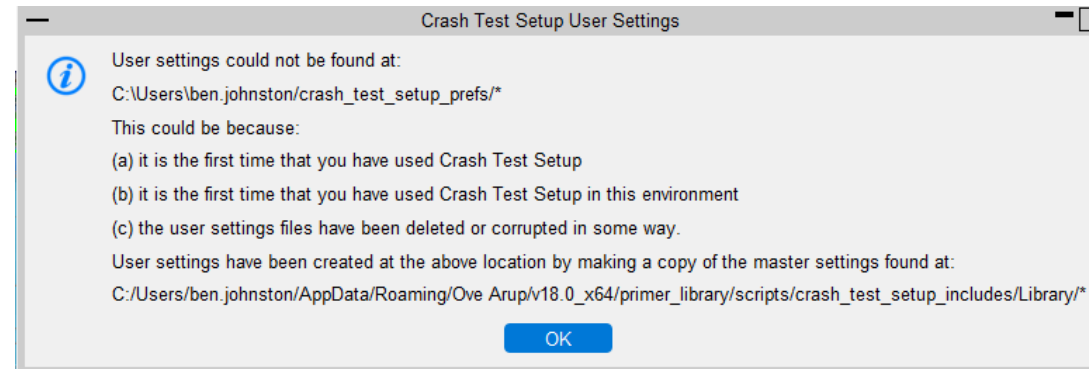 Crash Test Setup User Settings
User settings could not be found at:
C:\Users\ben.johnston/crash_test_setup_prefs/*
This could be because:
(a) it is the first time that you have used Crash Test Setup
(b) it is the first time that you have used Crash Test Setup in this environment
(c) the user settings files have been deleted or corrupted in some way.
User settings have been created at the above location by making a copy of the master settings found at:
C:/Users/ben.johnston/AppData/Roaming/Ove Arup/v18.0_x64/primer_library/scripts/crash_test_setup_includes/Library/*
OK